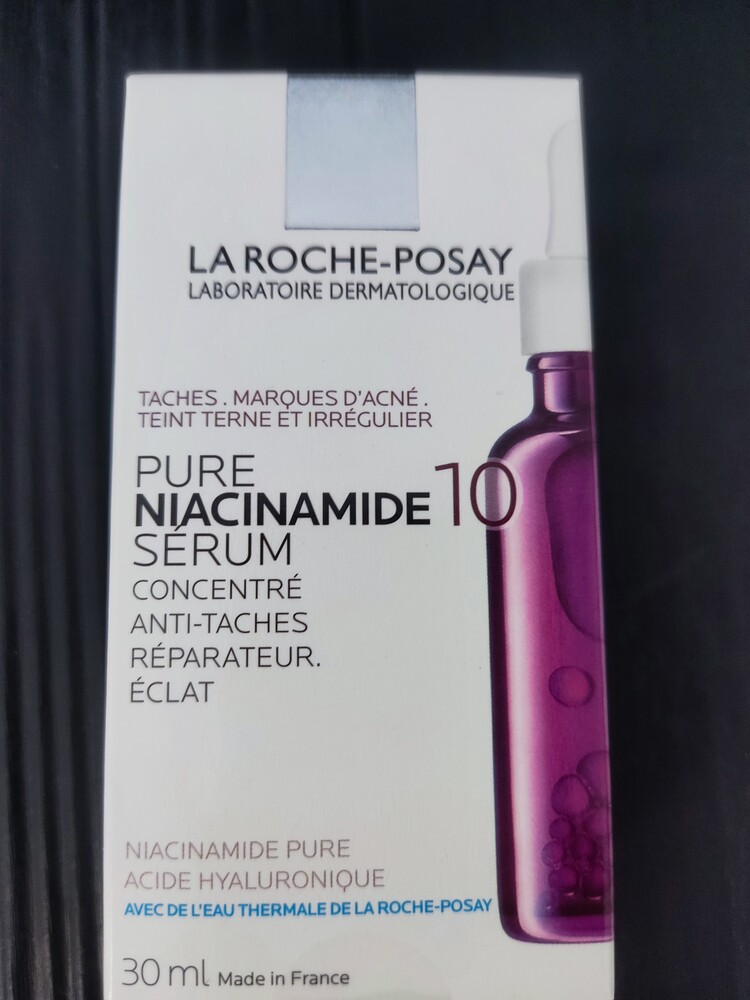 LA ROCHE-POSAY
LABORATOIRE DERMATOLOGIQUE
TACHES . MARQUES D'ACNÉ .
TEINT TERNE ET IRRÉGULIER
PURE
NIACINAMIDE 10
SÉRUM
CONCENTRÉ
ANTI-TACHES
RÉPARATEUR.
ÉCLAT
NIACINAMIDE PURE
ACIDE HYALURONIQUE
AVEC DE L'EAU THERMALE DE LA ROCHE-POSAY
30 ml Made in France